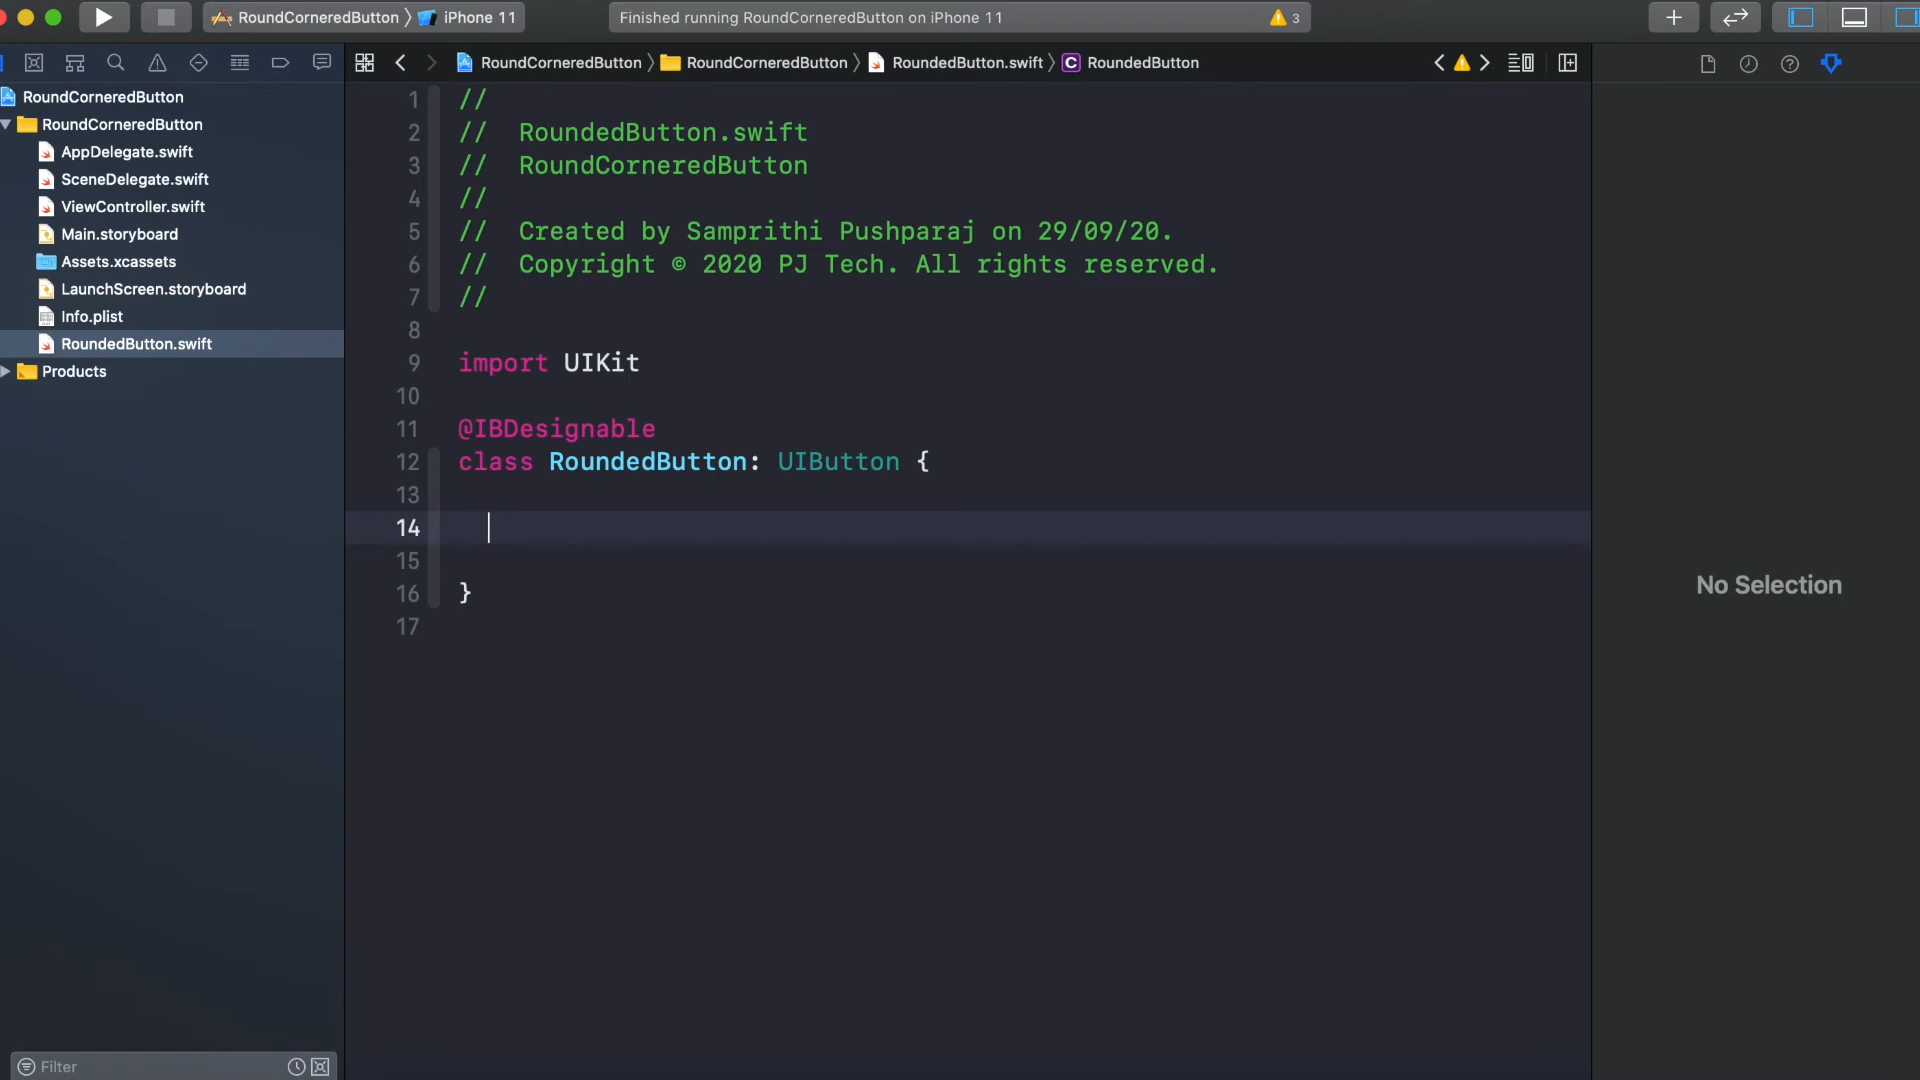 RoundCorneredButton 〉 iPhone 11
Finished running RoundCorneredButton on iPhone 11
3
RoundCorneredButton 〉 RoundCorneredButton 〉 RoundedButton.swift 〉 C RoundedButton
RoundCorneredButton
RoundCorneredButton
AppDelegate.swift
SceneDelegate.swift
ViewController.swift
Main.storyboard
Assets.xcassets
LaunchScreen.storyboard
Info.plist
RoundedButton.swift
Products
Filter
1 //
2 //  RoundedButton.swift
3 //  RoundCorneredButton
4 //
5 //  Created by Samprithi Pushparaj on 29/09/20.
6 //  Copyright © 2020 PJ Tech. All rights reserved.
7 //
8
9 import UIKit
10
11 @IBDesignable
12 class RoundedButton: UIButton {
13
14
15
16 }
17
No Selection